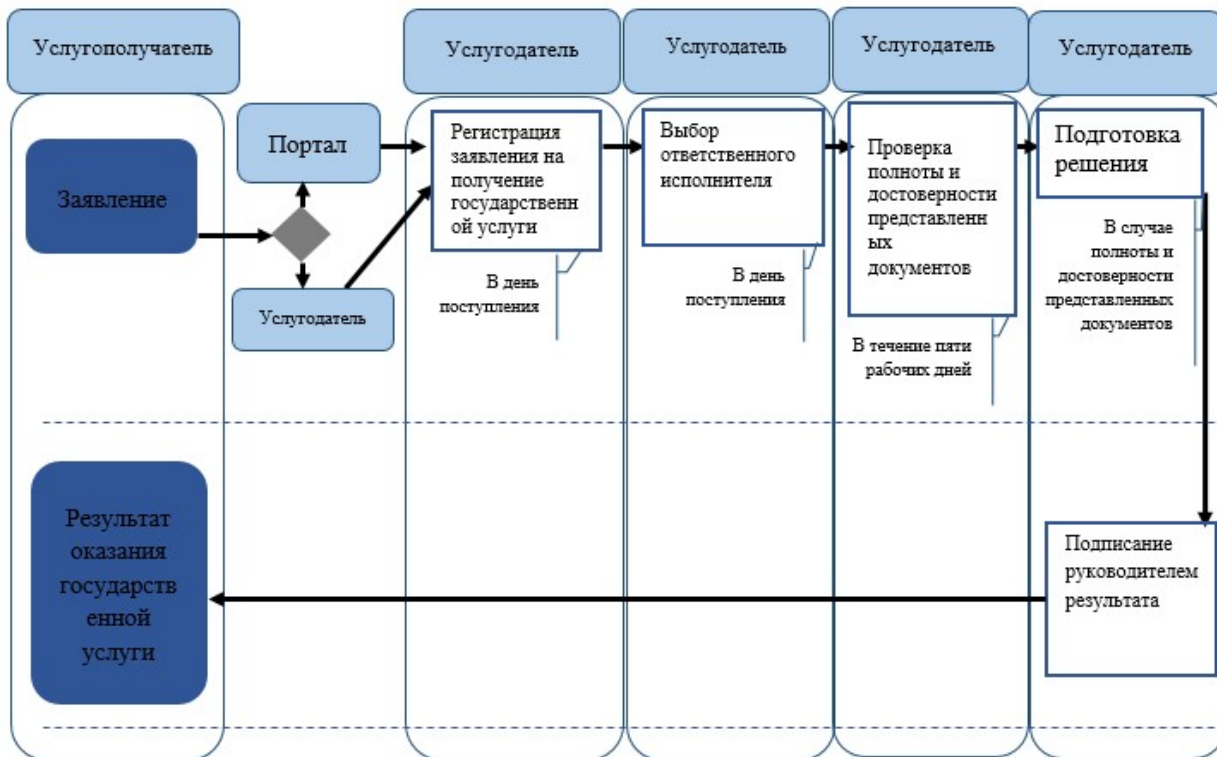 Услугополучатель
Услугодатель
Услугодатель
Услугодатель
Услугодатель
Заявление
Портал
Услугодатель
Регистрация
заявления на
получение
государственн
ой услуги
В день
поступления
Выбор
ответственного
исполнителя
В день
поступления
Проверка
полноты и
достоверности
представленн
ых
документов
В течение пяти
рабочих дней
Подготовка
решения
В случае
полноты и
достоверности
представленных
документов
Результат
оказания
государств
енной
услуги
Подписание
руководителем
результата